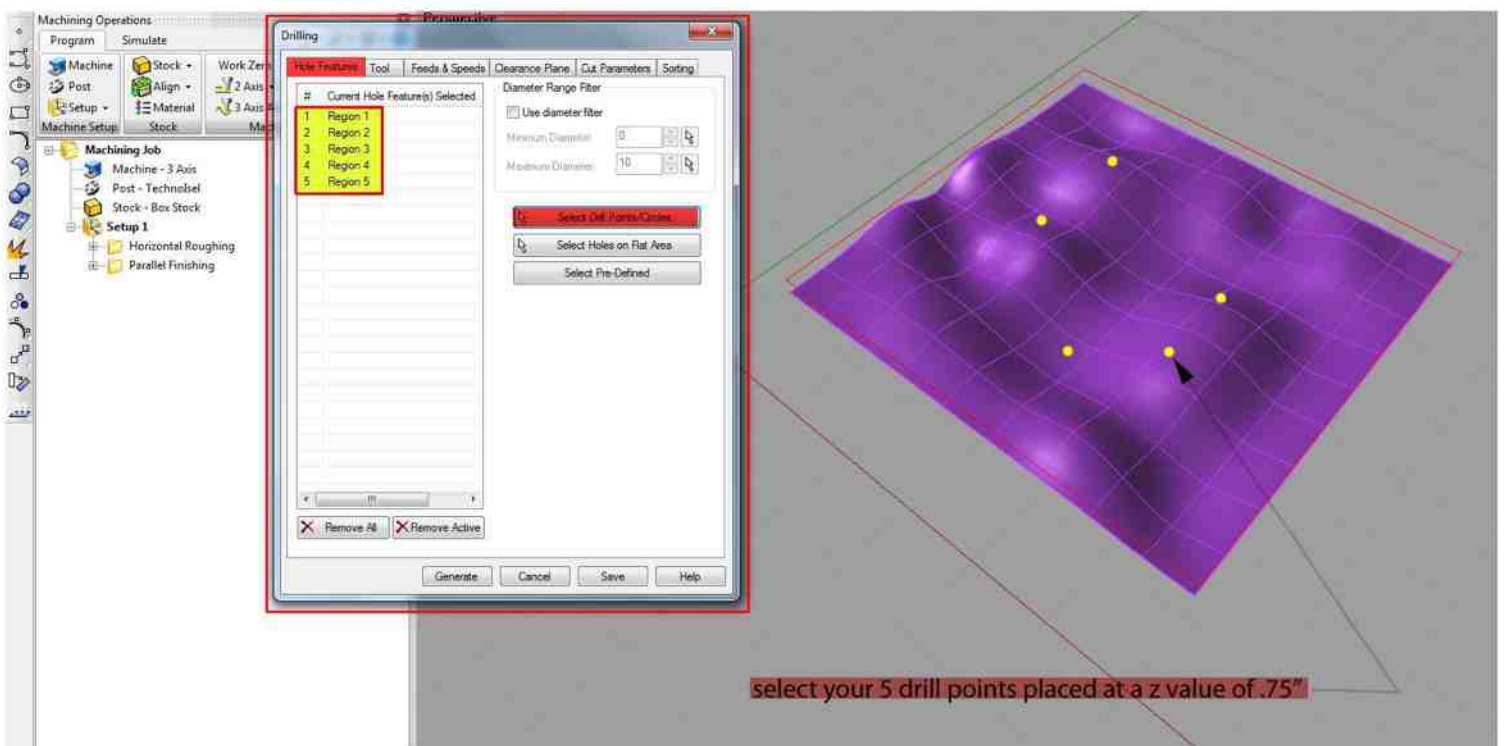 Machining Operations
Perspective
Program Simulate
Machine Stock Work Zero
Post Align 2 Axis
Setup Material 3 Axis
Machine Setup Stock
Machining Job
Machine - 3 Axis
Post - TechnoIsel
Stock - Box Stock
Setup 1
Horizontal Roughing
Parallel Finishing
Drilling
Hole Features Tool Feeds & Speeds Clearance Plane Cut Parameters Sorting
# Current Hole Feature(s) Selected
1 Region 1
2 Region 2
3 Region 3
4 Region 4
5 Region 5
Diameter Range Filter
Use diameter filter
Minimum Diameter: 0
Maximum Diameter: 10
Select Drill Points/Circles
Select Holes on Flat Area
Select Pre-Defined
Remove All Remove Active
Generate Cancel Save Help
select your 5 drill points placed at a z value of .75"